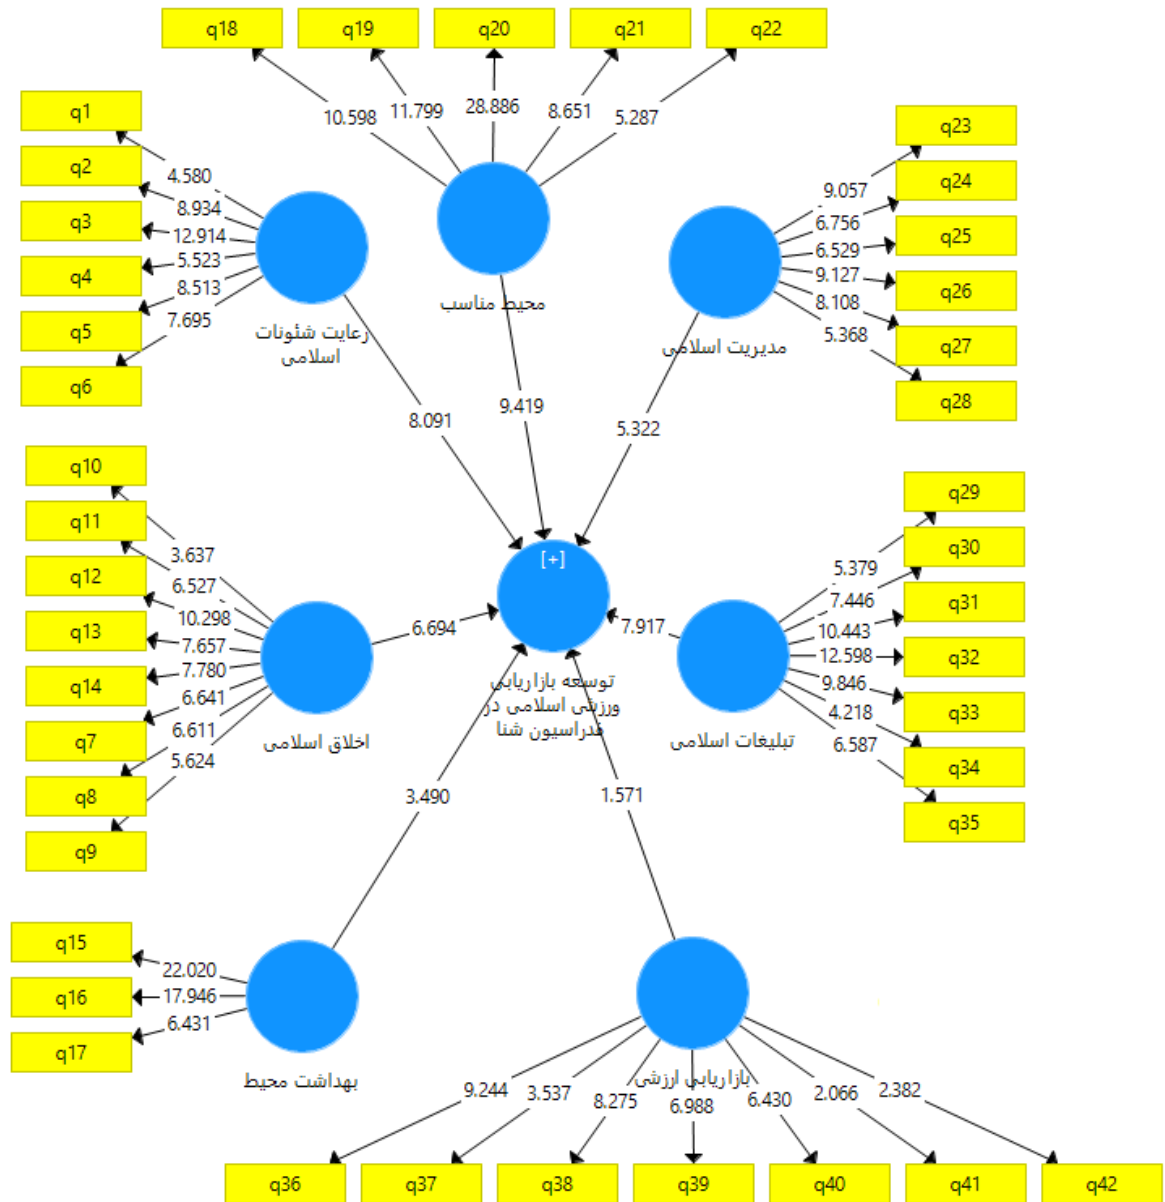 q18
q19
q20
q21
q22
10.598
11.799
28.886
8.651
5.287
q1
q2
q3
q4
q5
q6
4.580
8.934
12.914
5.523
8.513
7.695
رعایت شئونات
اسلامی
8.091
محیط مناسب
9.419
q23
q24
q25
q26
q27
q28
9.057
6.756
6.529
9.127
8.108
5.368
مدیریت اسلامی
5.322
q10
q11
q12
q13
q14
q7
q8
q9
3.637
6.527
10.298
7.657
7.780
6.641
6.611
5.624
اخلاق اسلامی
6.694
[+]
توسعه بازاریابی
ورزشی اسلامی در
فدراسیون شنا
7.917
q29
q30
q31
q32
q33
q34
q35
5.379
7.446
10.443
12.598
9.846
4.218
6.587
تبلیغات اسلامی
3.490
1.571
q15
q16
q17
22.020
17.946
6.431
بهداشت محیط
بازاریابی ارزشی
9.244
3.537
8.275
6.988
6.430
2.066
2.382
q36
q37
q38
q39
q40
q41
q42